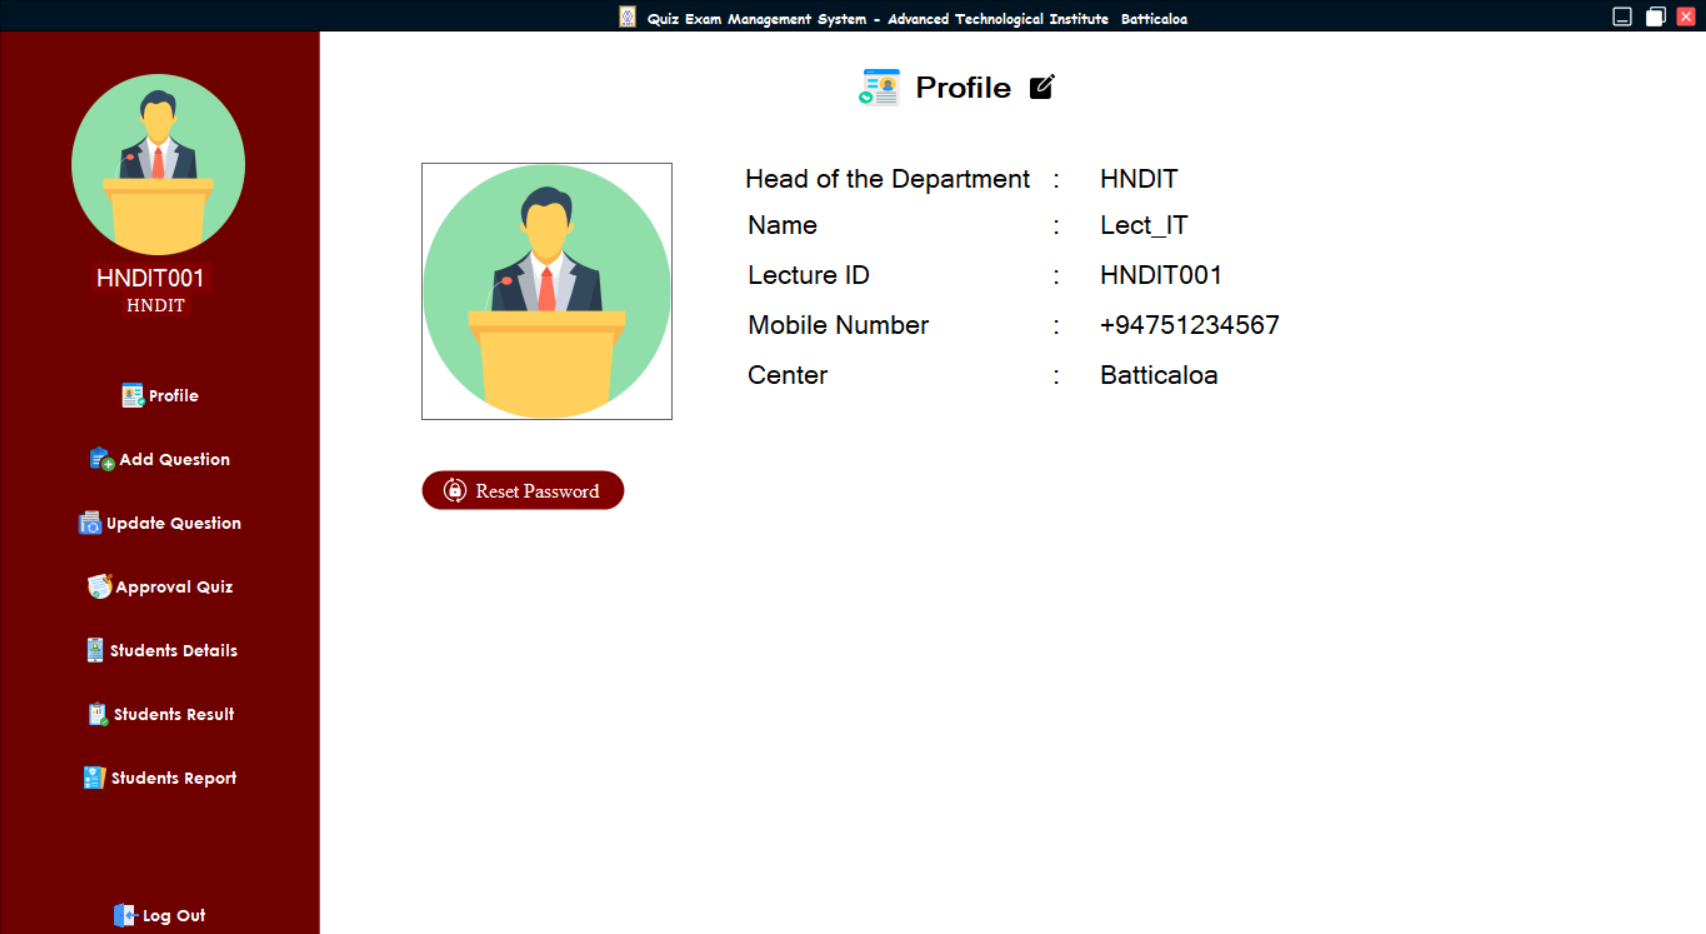 Quiz Exam Management System - Advanced Technological Institute Batticaloa
HNDIT001
HNDIT
Profile
Add Question
Update Question
Approval Quiz
Students Details
Students Result
Students Report
Log Out
Profile
Head of the Department : HNDIT
Name : Lect_IT
Lecture ID : HNDIT001
Mobile Number : +94751234567
Center : Batticaloa
Reset Password